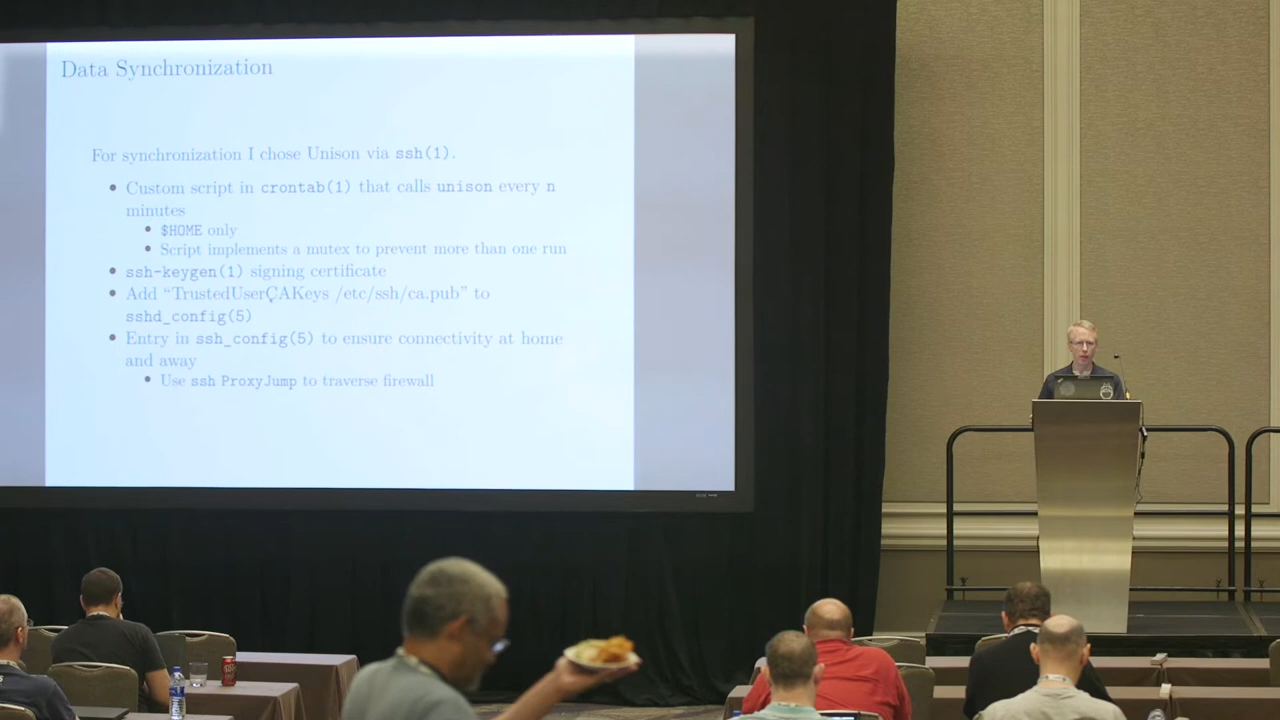 Data Synchronization
For synchronization I chose Unison via ssh(1).
• Custom script in crontab(1) that calls unison every n
minutes
• $HOME only
• Script implements a mutex to prevent more than one run
• ssh-keygen(1) signing certificate
• Add “TrustedUserCAKeys /etc/ssh/ca.pub” to
sshd_config(5)
• Entry in ssh_config(5) to ensure connectivity at home
and away
• Use ssh ProxyJump to traverse firewall